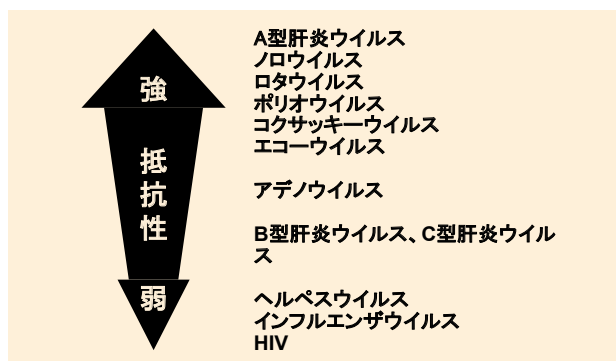 強
抵
抗
性
弱
A型肝炎ウイルス
ノロウイルス
ロタウイルス
ポリオウイルス
コクサッキーウイルス
エコーウイルス
アデノウイルス
B型肝炎ウイルス、C型肝炎ウイル
ス
ヘルペスウイルス
インフルエンザウイルス
HIV